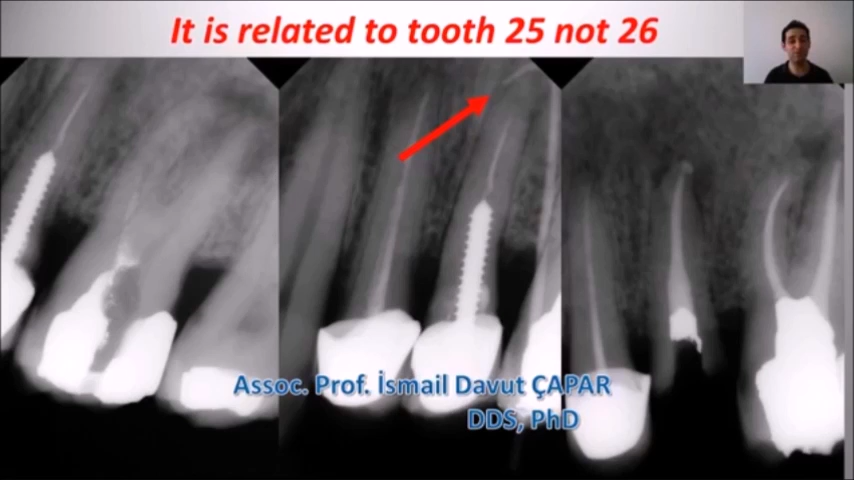 It is related to tooth 25 not 26
Assoc. Prof. İsmail Davut ÇAPAR
DDS, PhD